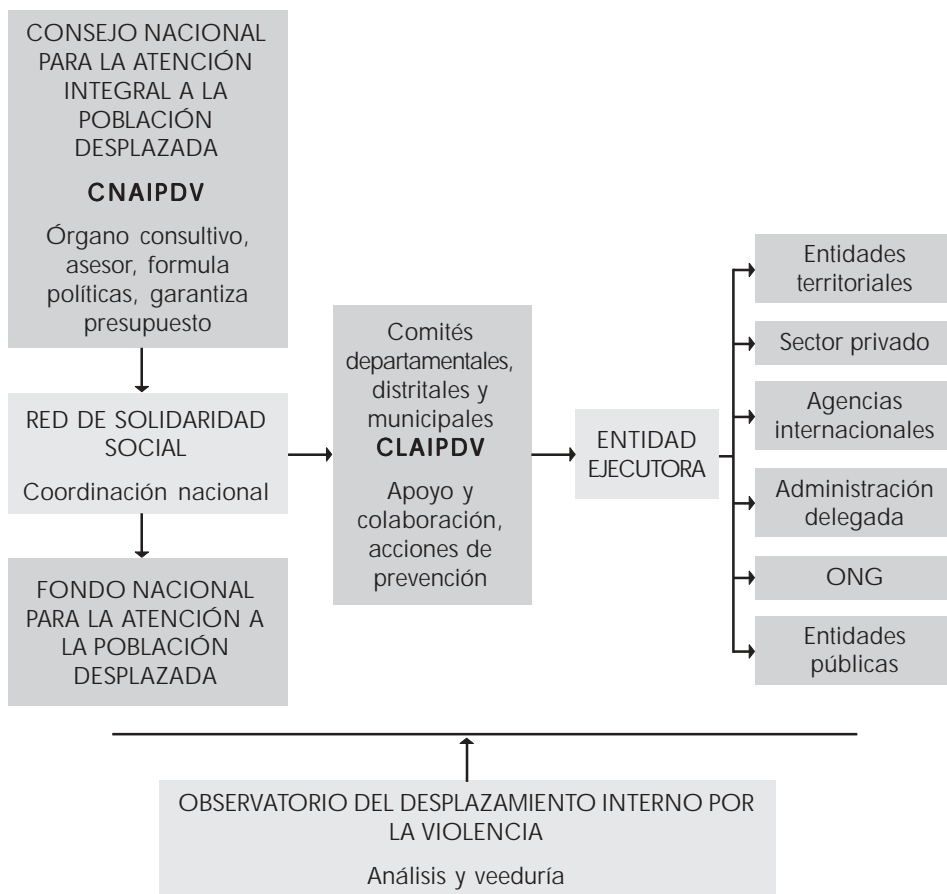 CONSEJO NACIONAL
PARA LA ATENCIÓN
INTEGRAL A LA
POBLACIÓN
DESPLAZADA
CNAIPDV
Órgano consultivo,
asesor, formula
políticas, garantiza
presupuesto
RED DE SOLIDARIDAD
SOCIAL
Coordinación nacional
FONDO NACIONAL
PARA LA ATENCIÓN A
LA POBLACIÓN
DESPLAZADA
Comités
departamentales,
distritales y
municipales
CLAIPDV
Apoyo y
colaboración,
acciones de
prevención
ENTIDAD
EJECUTORA
Entidades
territoriales
Sector privado
Agencias
internacionales
Administración
delegada
ONG
Entidades
públicas
OBSERVATORIO DEL DESPLAZAMIENTO INTERNO POR
LA VIOLENCIA
Análisis y veeduría